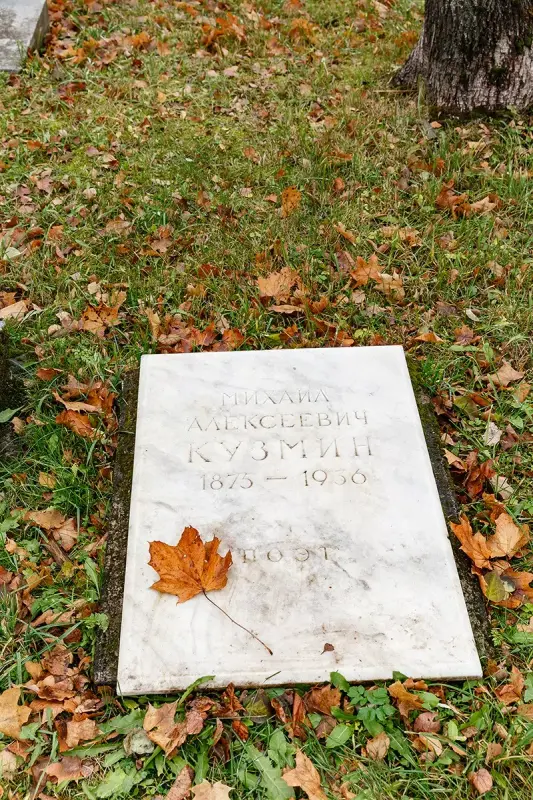 МИХАИЛ
АЛЕКСЕЕВИЧ
КУЗМИН
1875 — 1936
ПОЭТ